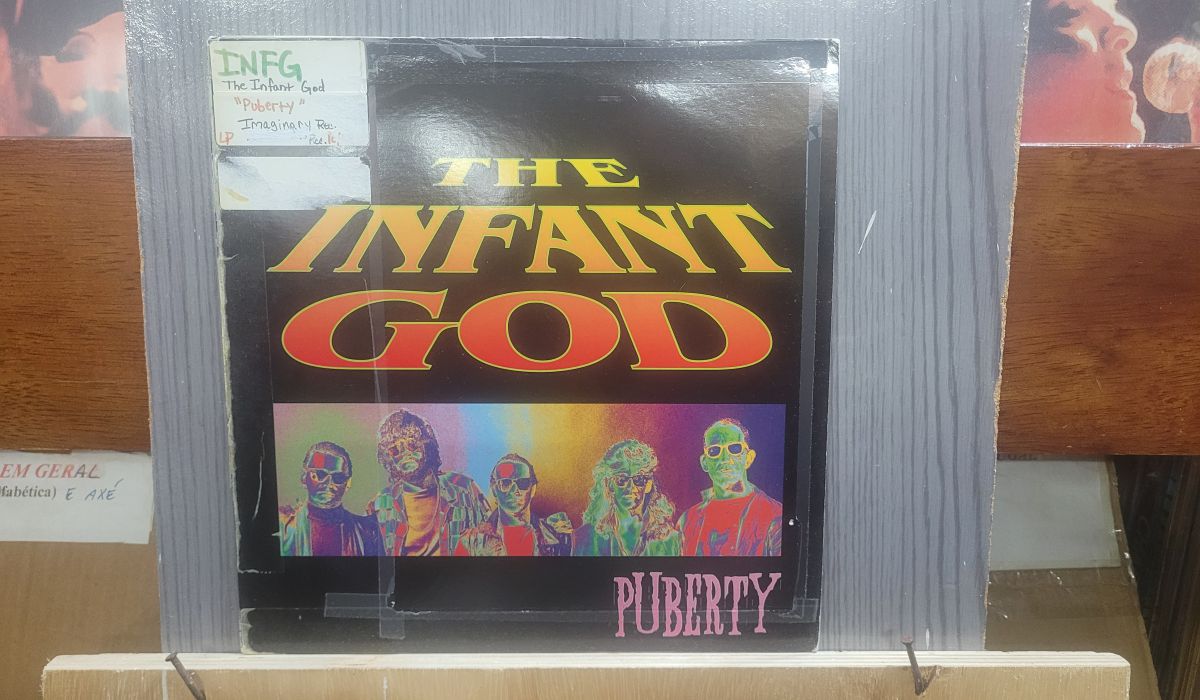 INFG
The Infant God
"Puberty"
Imaginary Rec.
LP
THE
INFANT
GOD
PUBERTY
EM GERAL
fabética) E AXÉ